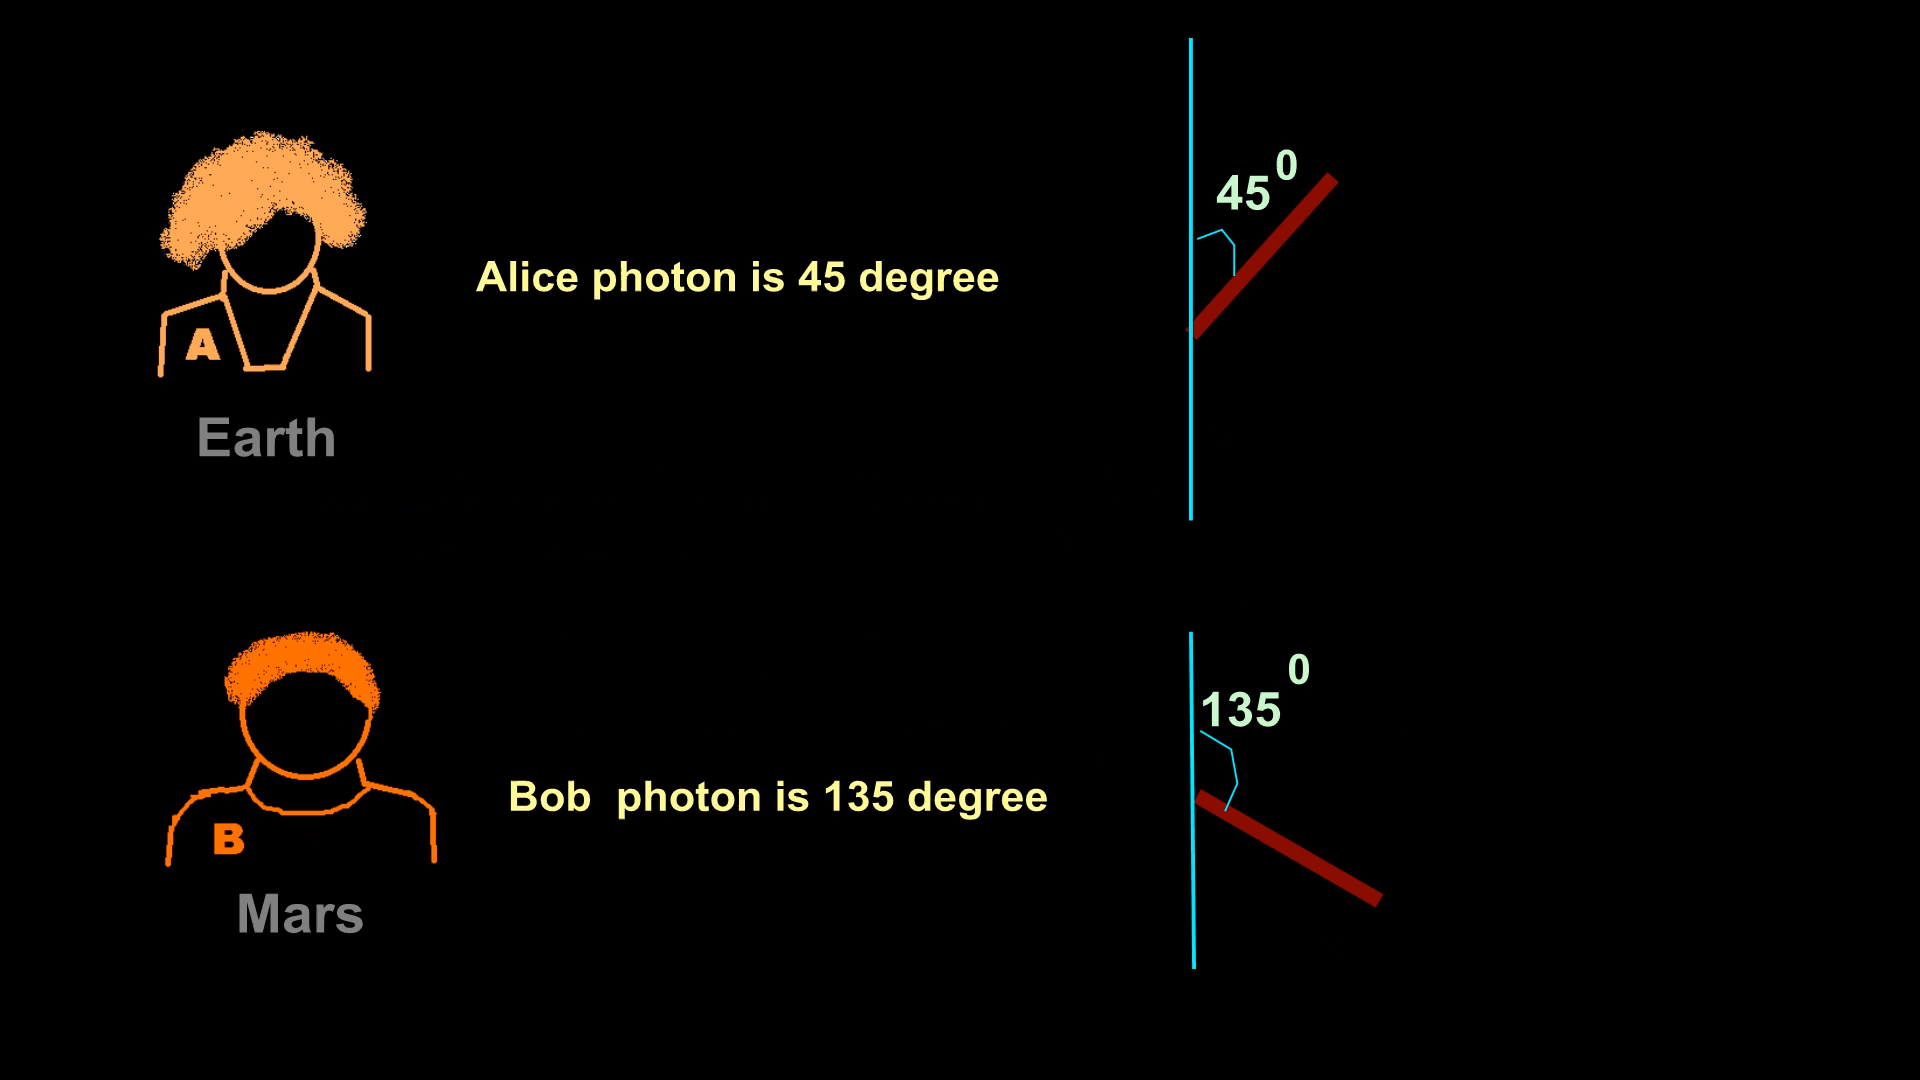 45 0
Alice photon is 45 degree
A
Earth
0
135
Bob  photon is 135 degree
B
Mars